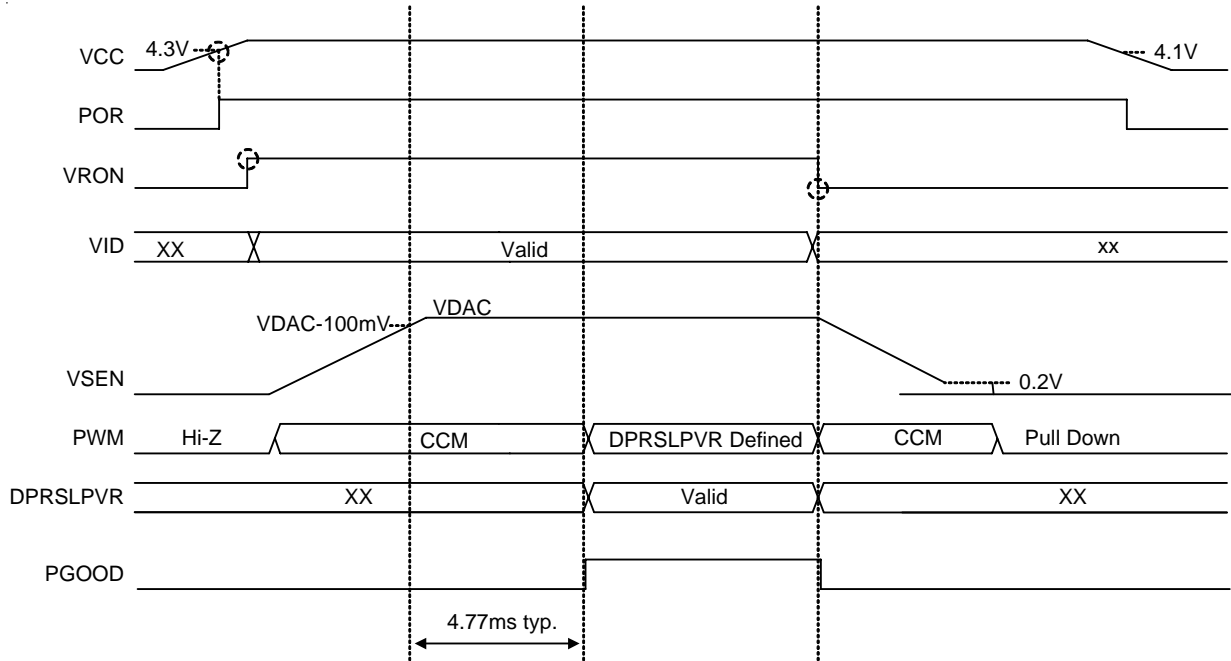 VCC 4.3V 4.1V
POR
VRON
VID XX Valid xx
VDAC-100mV VDAC
VSEN 0.2V
PWM Hi-Z CCM DPRSLPVR Defined CCM Pull Down
DPRSLPVR XX Valid XX
PGOOD
4.77ms typ.